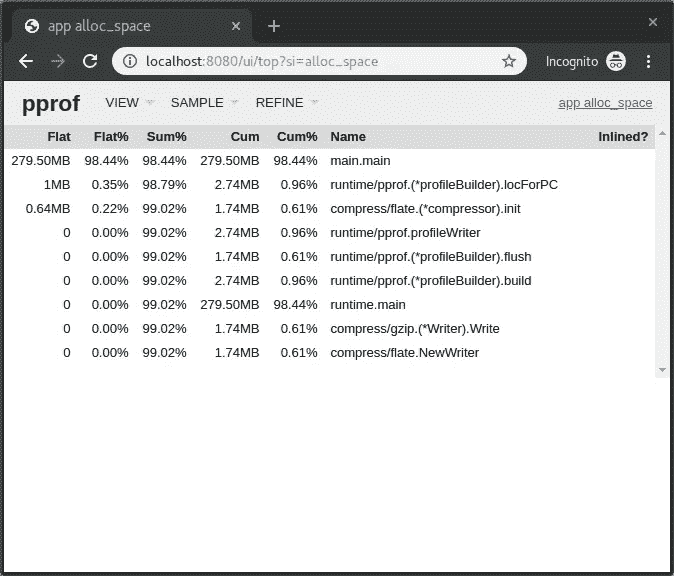 app alloc_space
localhost:8080/ui/top?si=alloc_space
Incognito
pprof VIEW SAMPLE REFINE app alloc_space
Flat Flat% Sum% Cum Cum% Name Inlined?
279.50MB 98.44% 98.44% 279.50MB 98.44% main.main
1MB 0.35% 98.79% 2.74MB 0.96% runtime/pprof.(*profileBuilder).locForPC
0.64MB 0.22% 99.02% 1.74MB 0.61% compress/flate.(*compressor).init
0 0.00% 99.02% 2.74MB 0.96% runtime/pprof.profileWriter
0 0.00% 99.02% 1.74MB 0.61% runtime/pprof.(*profileBuilder).flush
0 0.00% 99.02% 2.74MB 0.96% runtime/pprof.(*profileBuilder).build
0 0.00% 99.02% 279.50MB 98.44% runtime.main
0 0.00% 99.02% 1.74MB 0.61% compress/gzip.(*Writer).Write
0 0.00% 99.02% 1.74MB 0.61% compress/flate.NewWriter